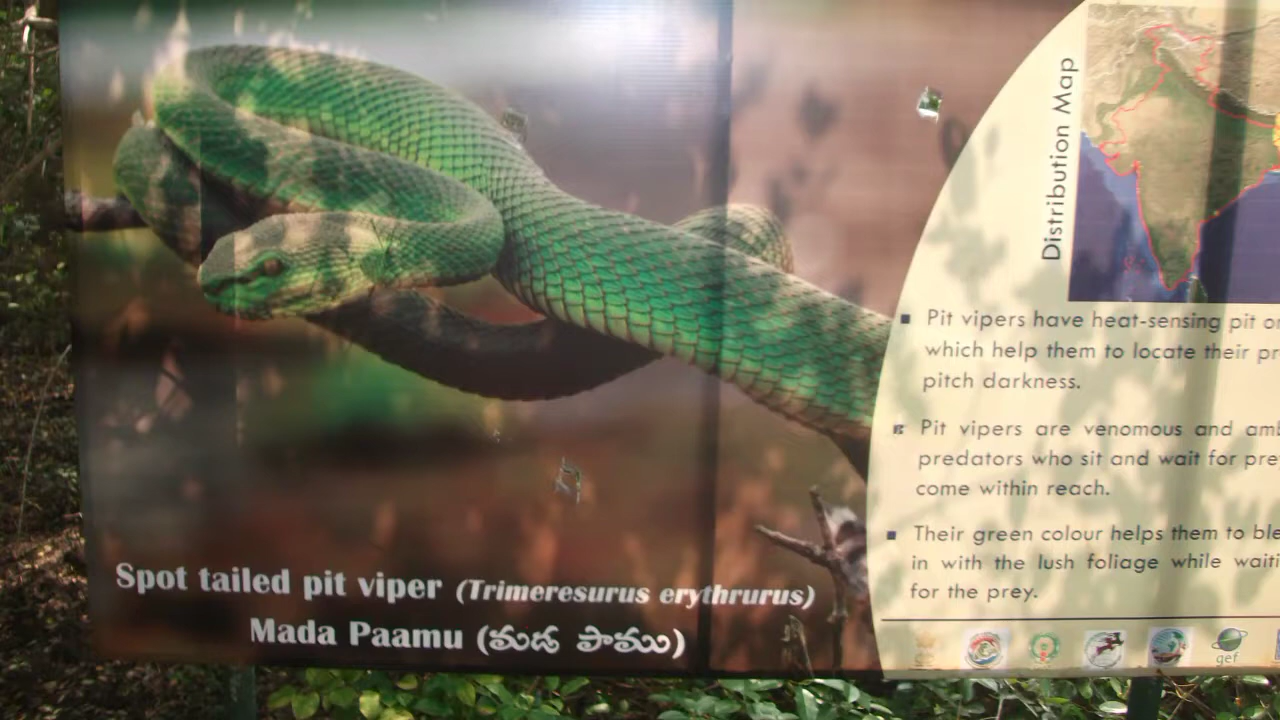 Spot tailed pit viper (Trimeresurus erythrurus)
Mada Paamu (మడ పాము)
Distribution Map
▪ Pit vipers have heat-sensing pit
which help them to locate their
pitch darkness.
▪ Pit vipers are venomous and
predators who sit and wait for
come within reach.
▪ Their green colour helps them to
in with the lush foliage while
for the prey.
gef